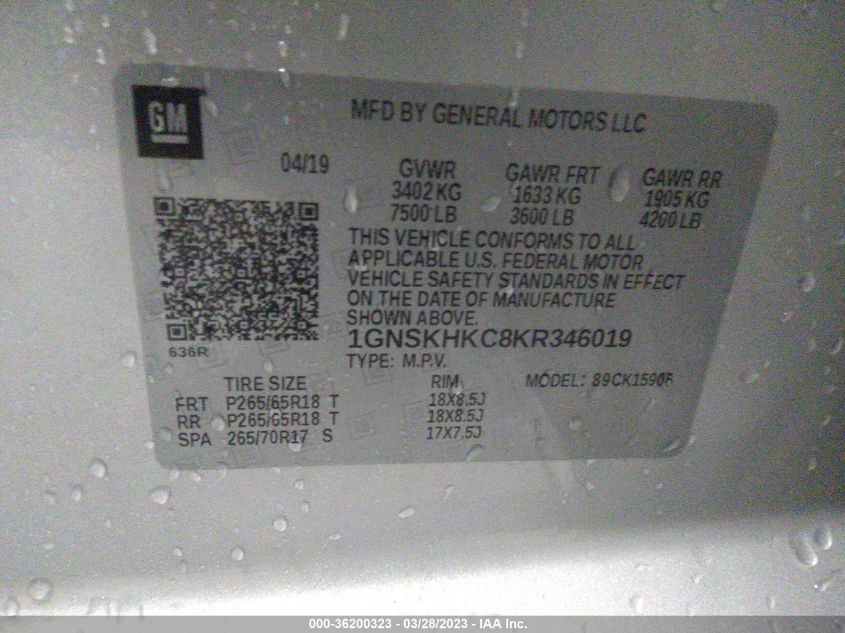 GM
MFD BY GENERAL MOTORS LLC
04/19
GVWR GAWR FRT GAWR RR
3402 KG 1633 KG 1905 KG
7500 LB 3600 LB 4200 LB
THIS VEHICLE CONFORMS TO ALL
APPLICABLE U.S. FEDERAL MOTOR
VEHICLE SAFETY STANDARDS IN EFFECT
ON THE DATE OF MANUFACTURE
SHOWN ABOVE.
636R
1GNSKHKC8KR346019
TYPE: M.P.V.
TIRE SIZE RIM MODEL: 89CK15906
FRT P265/65R18 T 18X8.5J
RR P265/65R18 T 18X8.5J
SPA 265/70R17 S 17X7.5J
000-36200323 - 03/28/2023 - IAA Inc.